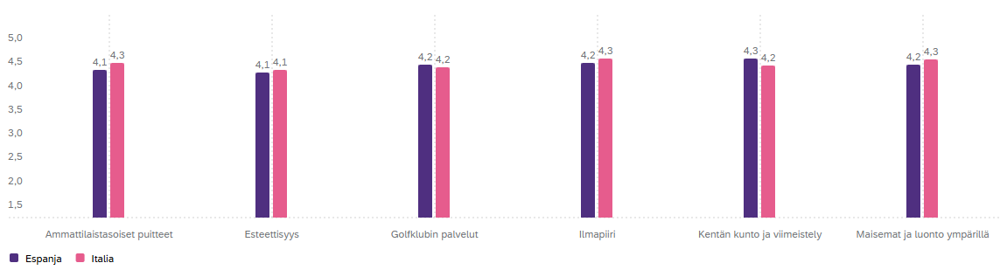 5,0
4,5
4,0
3,5
3,0
2,5
2,0
1,5
4,1 4,3
4,1 4,1
4,2 4,2
4,2 4,3
4,3 4,2
4,2 4,3
Ammattilaistasoiset puitteet
Esteettisyys
Golfklubin palvelut
Ilmapiiri
Kentän kunto ja viimeistely
Maisemat ja luonto ympärillä
Espanja Italia